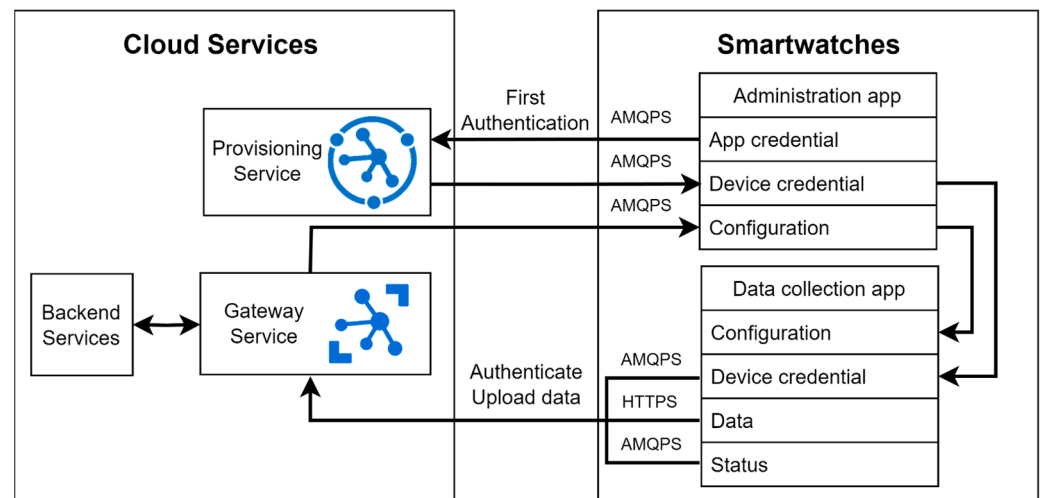 Cloud Services
Smartwatches
Administration app
First
Authentication
AMQPS
App credential
Provisioning
Service
AMQPS
Device credential
AMQPS
Configuration
Data collection app
Backend
Services
Gateway
Service
Configuration
Authenticate
Upload data
AMQPS
Device credential
HTTPS
Data
AMQPS
Status